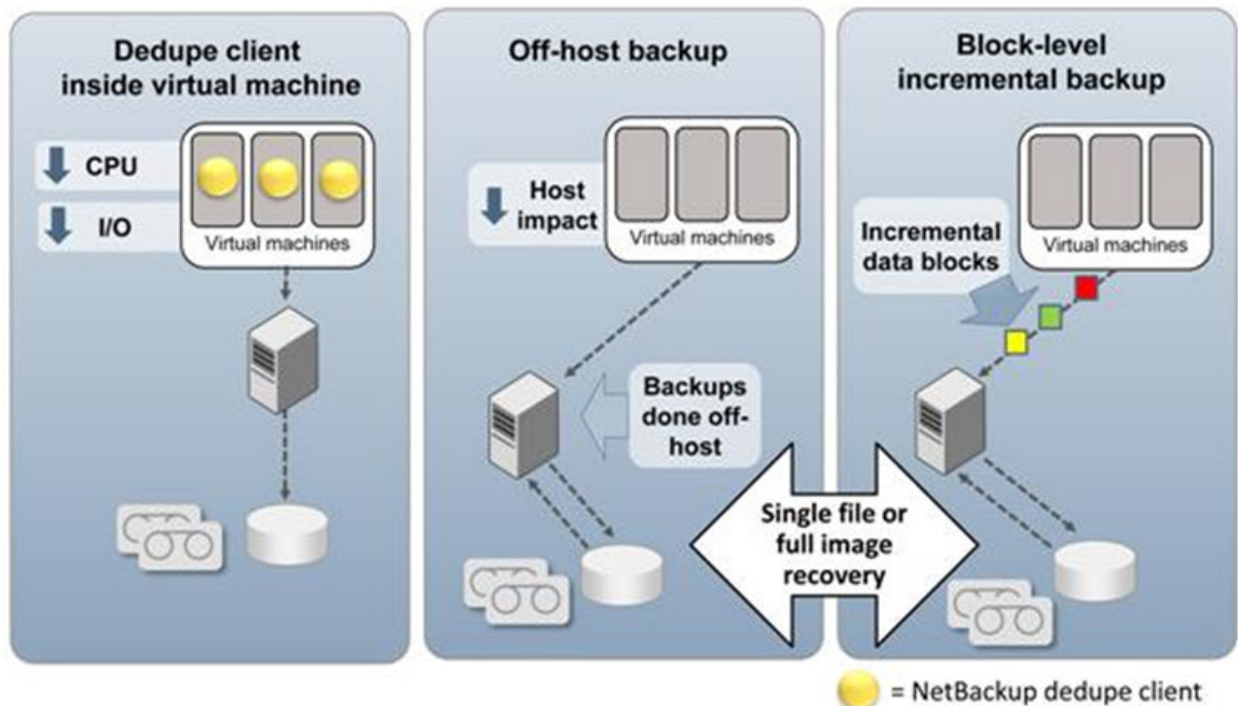 Dedupe client
inside virtual machine
CPU
I/O
Virtual machines
Off-host backup
Host
impact
Virtual machines
Backups
done off-
host
Block-level
incremental backup
Incremental
data blocks
Virtual machines
Single file or
full image
recovery
= NetBackup dedupe client